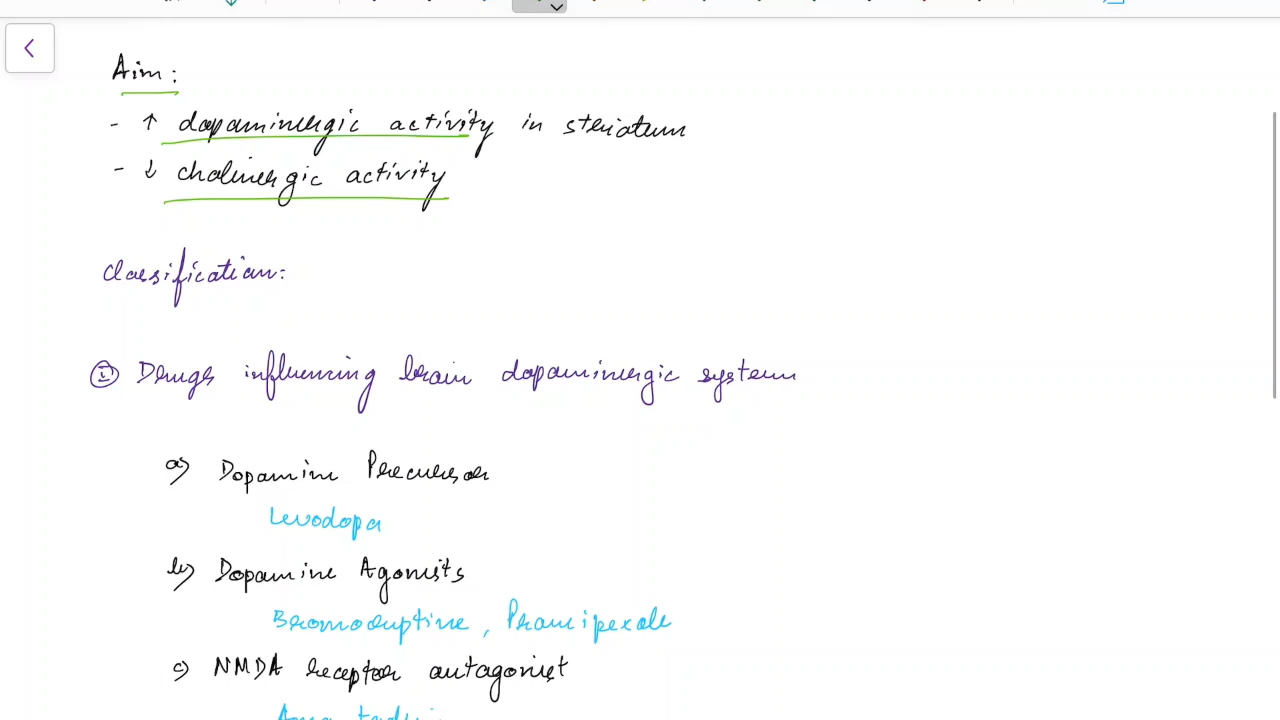 Aim:
- ↑ dopaminergic activity in striatum
- ↓ cholinergic activity
Classification:
I Drugs influencing brain dopaminergic system
a) Dopamine Precursor
Levodopa
b) Dopamine Agonists
Bromocriptine, Pramipexole
c) NMDA receptor antagonist